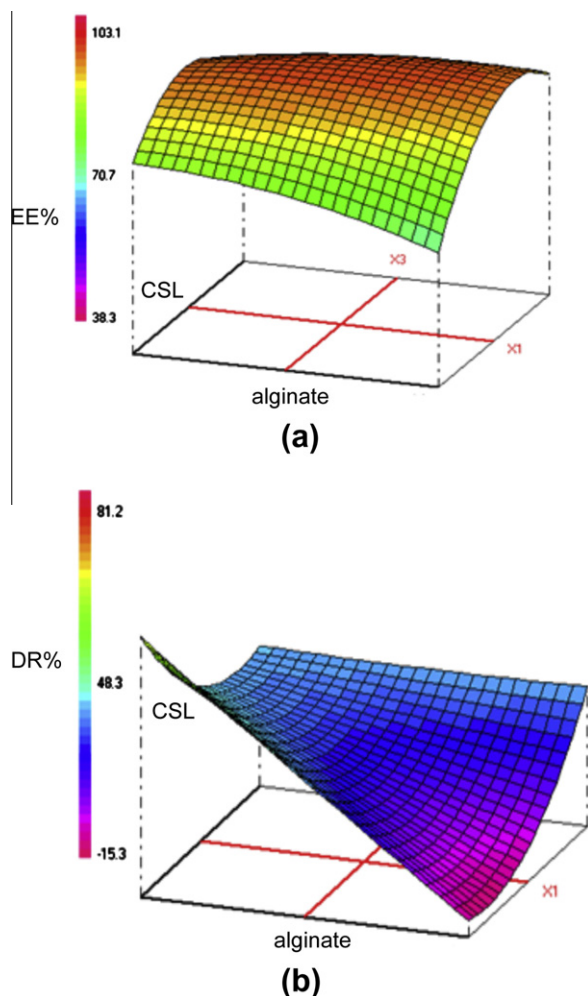 103.1
70.7
EE%
X3
CSL
38.3
X1
alginate
(a)
81.2
DR%
48.3
CSL
-15.3
X1
alginate
(b)